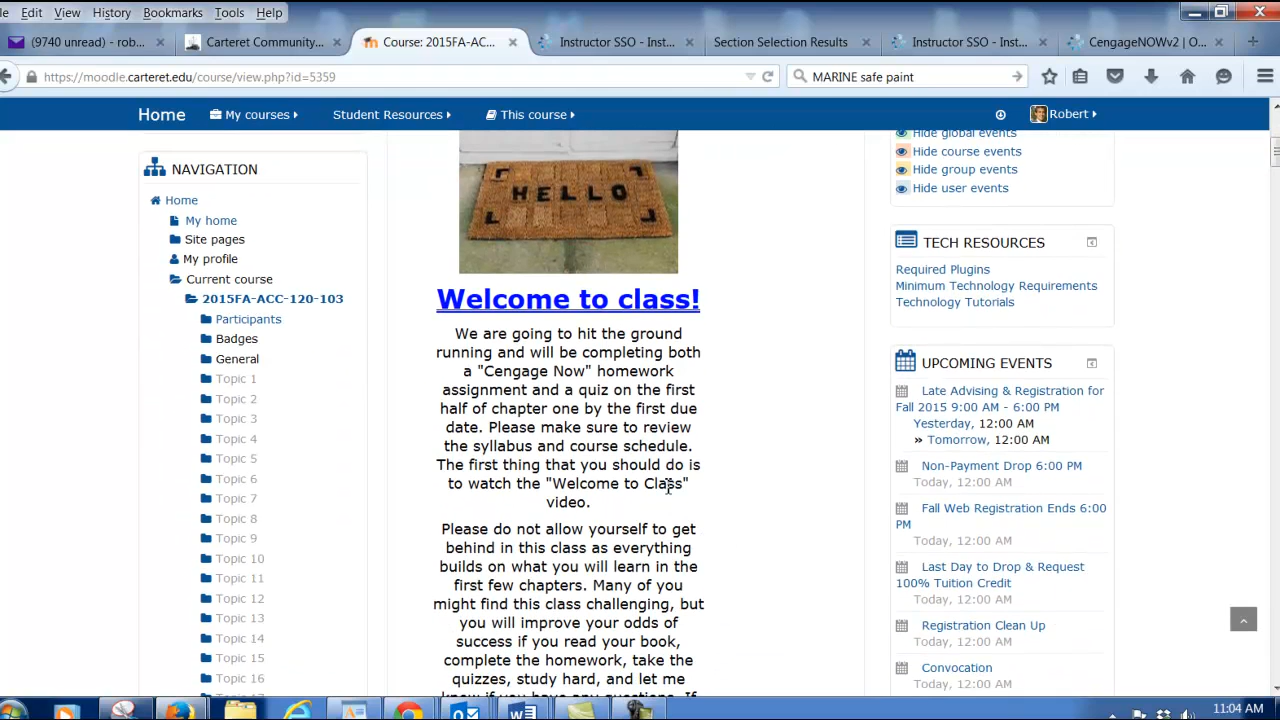 le Edit View History Bookmarks Tools Help
(9740 unread) - rob... × Carteret Community... × Course: 2015FA-ACC-120-... × Instructor SSO - Inst... × Section Selection Results × Instructor SSO - Inst... × CengageNOWv2 | O... × +
https://moodle.carteret.edu/course/view.php?id=5359
MARINE safe paint
Home My courses Student Resources This course Robert
HELLO
NAVIGATION
Home
My home
Site pages
My profile
Current course
2015FA-ACC-120-103
Participants
Badges
General
Topic 1
Topic 2
Topic 3
Topic 4
Topic 5
Topic 6
Topic 7
Topic 8
Topic 9
Topic 10
Topic 11
Topic 12
Topic 13
Topic 14
Topic 15
Topic 16
Welcome to class!
We are going to hit the ground
running and will be completing both
a "Cengage Now" homework
assignment and a quiz on the first
half of chapter one by the first due
date. Please make sure to review
the syllabus and course schedule.
The first thing that you should do is
to watch the "Welcome to Class"
video.
Please do not allow yourself to get
behind in this class as everything
builds on what you will learn in the
first few chapters. Many of you
might find this class challenging, but
you will improve your odds of
success if you read your book,
complete the homework, take the
quizzes, study hard, and let me
know if you have any questions. If
Hide global events
Hide course events
Hide group events
Hide user events
TECH RESOURCES
Required Plugins
Minimum Technology Requirements
Technology Tutorials
UPCOMING EVENTS
Late Advising & Registration for
Fall 2015 9:00 AM - 6:00 PM
Yesterday, 12:00 AM
» Tomorrow, 12:00 AM
Non-Payment Drop 6:00 PM
Today, 12:00 AM
Fall Web Registration Ends 6:00
PM
Today, 12:00 AM
Last Day to Drop & Request
100% Tuition Credit
Today, 12:00 AM
Registration Clean Up
Today, 12:00 AM
Convocation
Today, 12:00 AM
11:04 AM